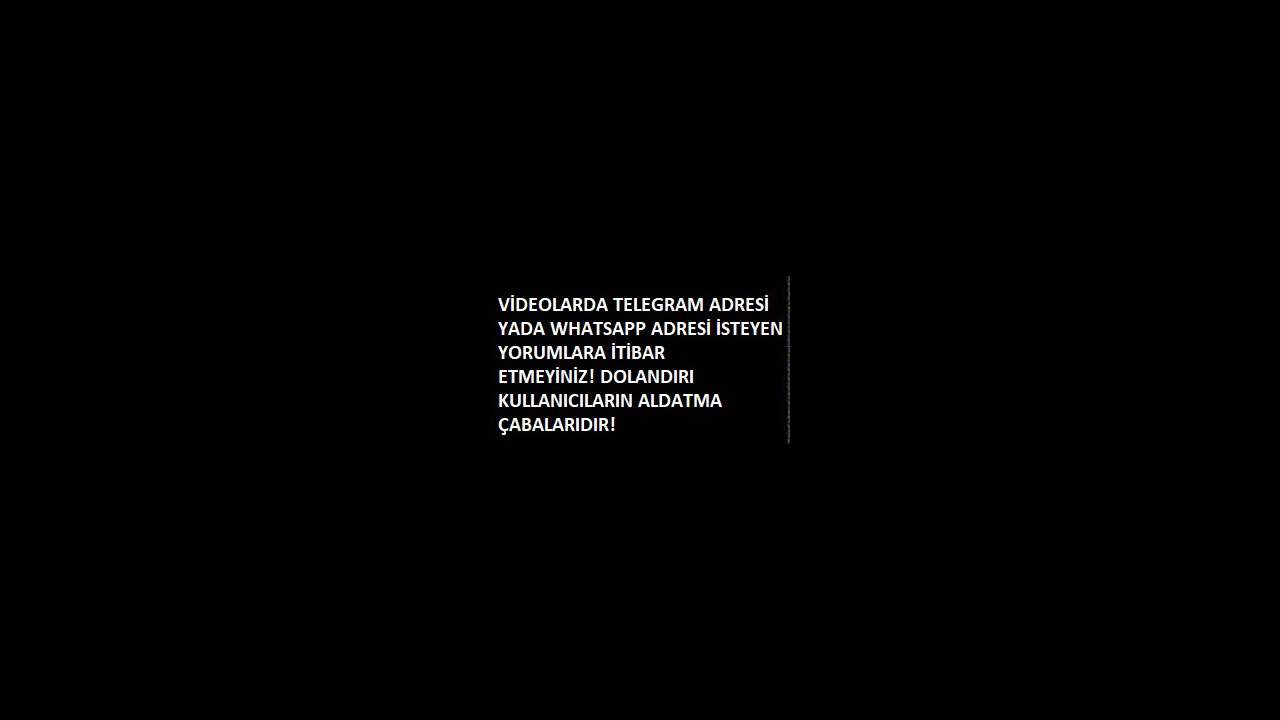 VİDEOLARDA TELEGRAM ADRESİ
YADA WHATSAPP ADRESİ İSTEYEN
YORUMLARA İTİBAR
ETMEYİNİZ! DOLANDIRI
KULLANICILARIN ALDATMA
ÇABALARIDIR!